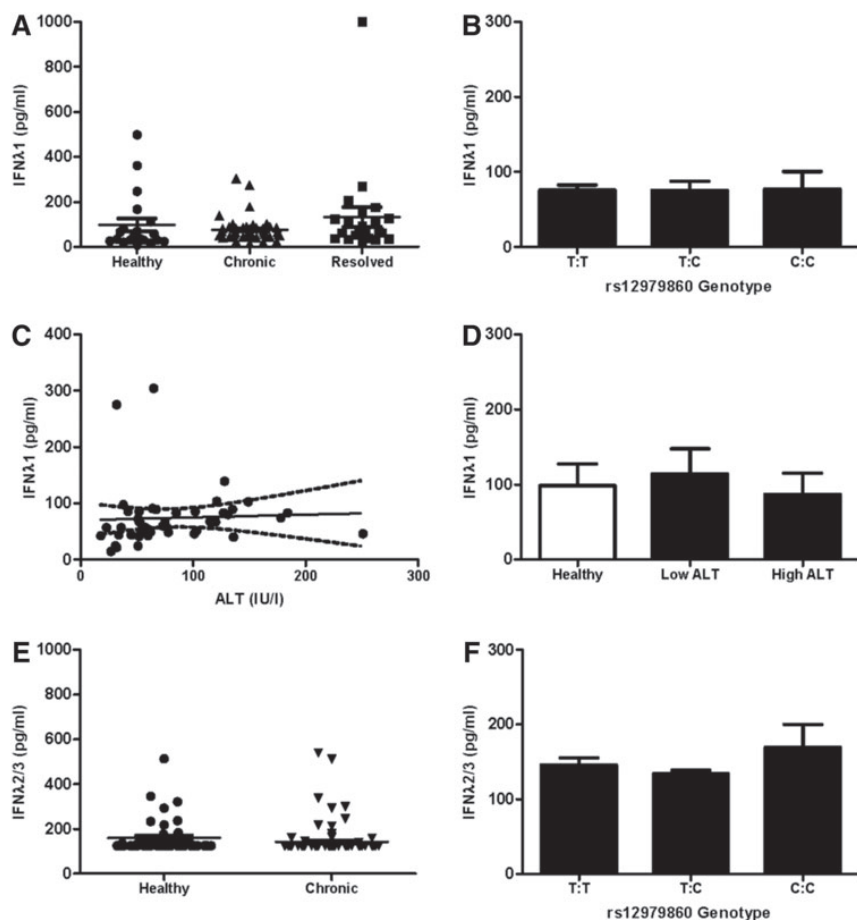 A
IFNλ1 (pg/ml)
1000
800
600
400
200
0
Healthy Chronic Resolved
B
IFNλ1 (pg/ml)
300
200
100
0
T:T T:C C:C
rs12979860 Genotype
C
IFNλ1 (pg/ml)
400
300
200
100
0
0 100 200 300
ALT (IU/l)
D
IFNλ1 (pg/ml)
300
200
100
0
Healthy Low ALT High ALT
E
IFNλ2/3 (pg/ml)
1000
800
600
400
200
0
Healthy Chronic
F
IFNλ2/3 (pg/ml)
300
200
100
0
T:T T:C C:C
rs12979860 Genotype